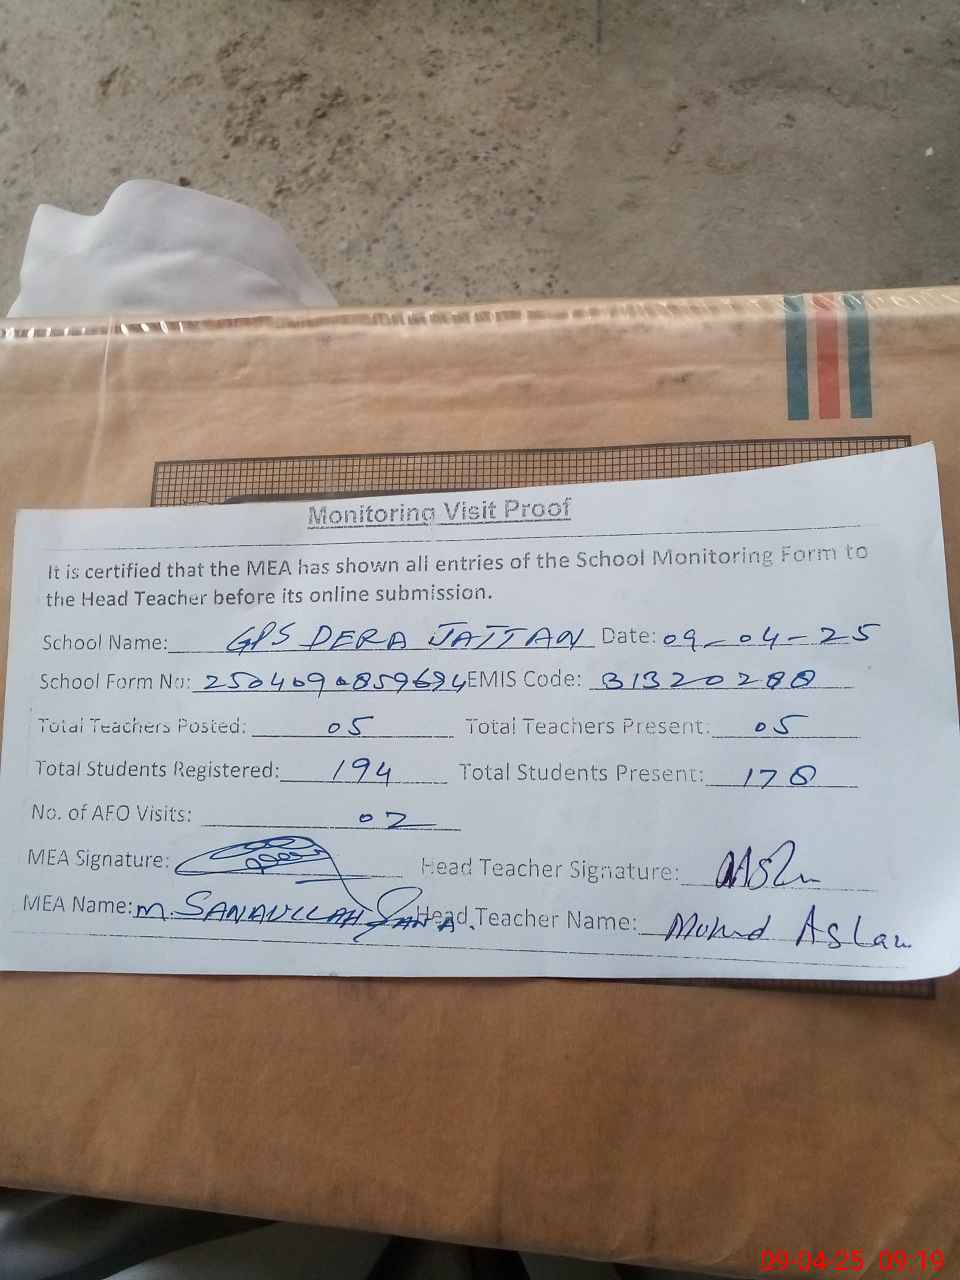 Monitoring Visit Proof
It is certified that the MEA has shown all entries of the School Monitoring Form to
the Head Teacher before its online submission.
School Name: GPS DERA JATTAN Date: 09-04-25
School Form No: 2504090859694 EMIS Code: 31320288
Total Teachers Posted: 05 Total Teachers Present: 05
Total Students Registered: 194 Total Students Present: 178
No. of AEO Visits: 02
MEA Signature: Head Teacher Signature:
MEA Name: M. SANAULLAH Head Teacher Name: Mohd Aslam
09-04-25 09:19